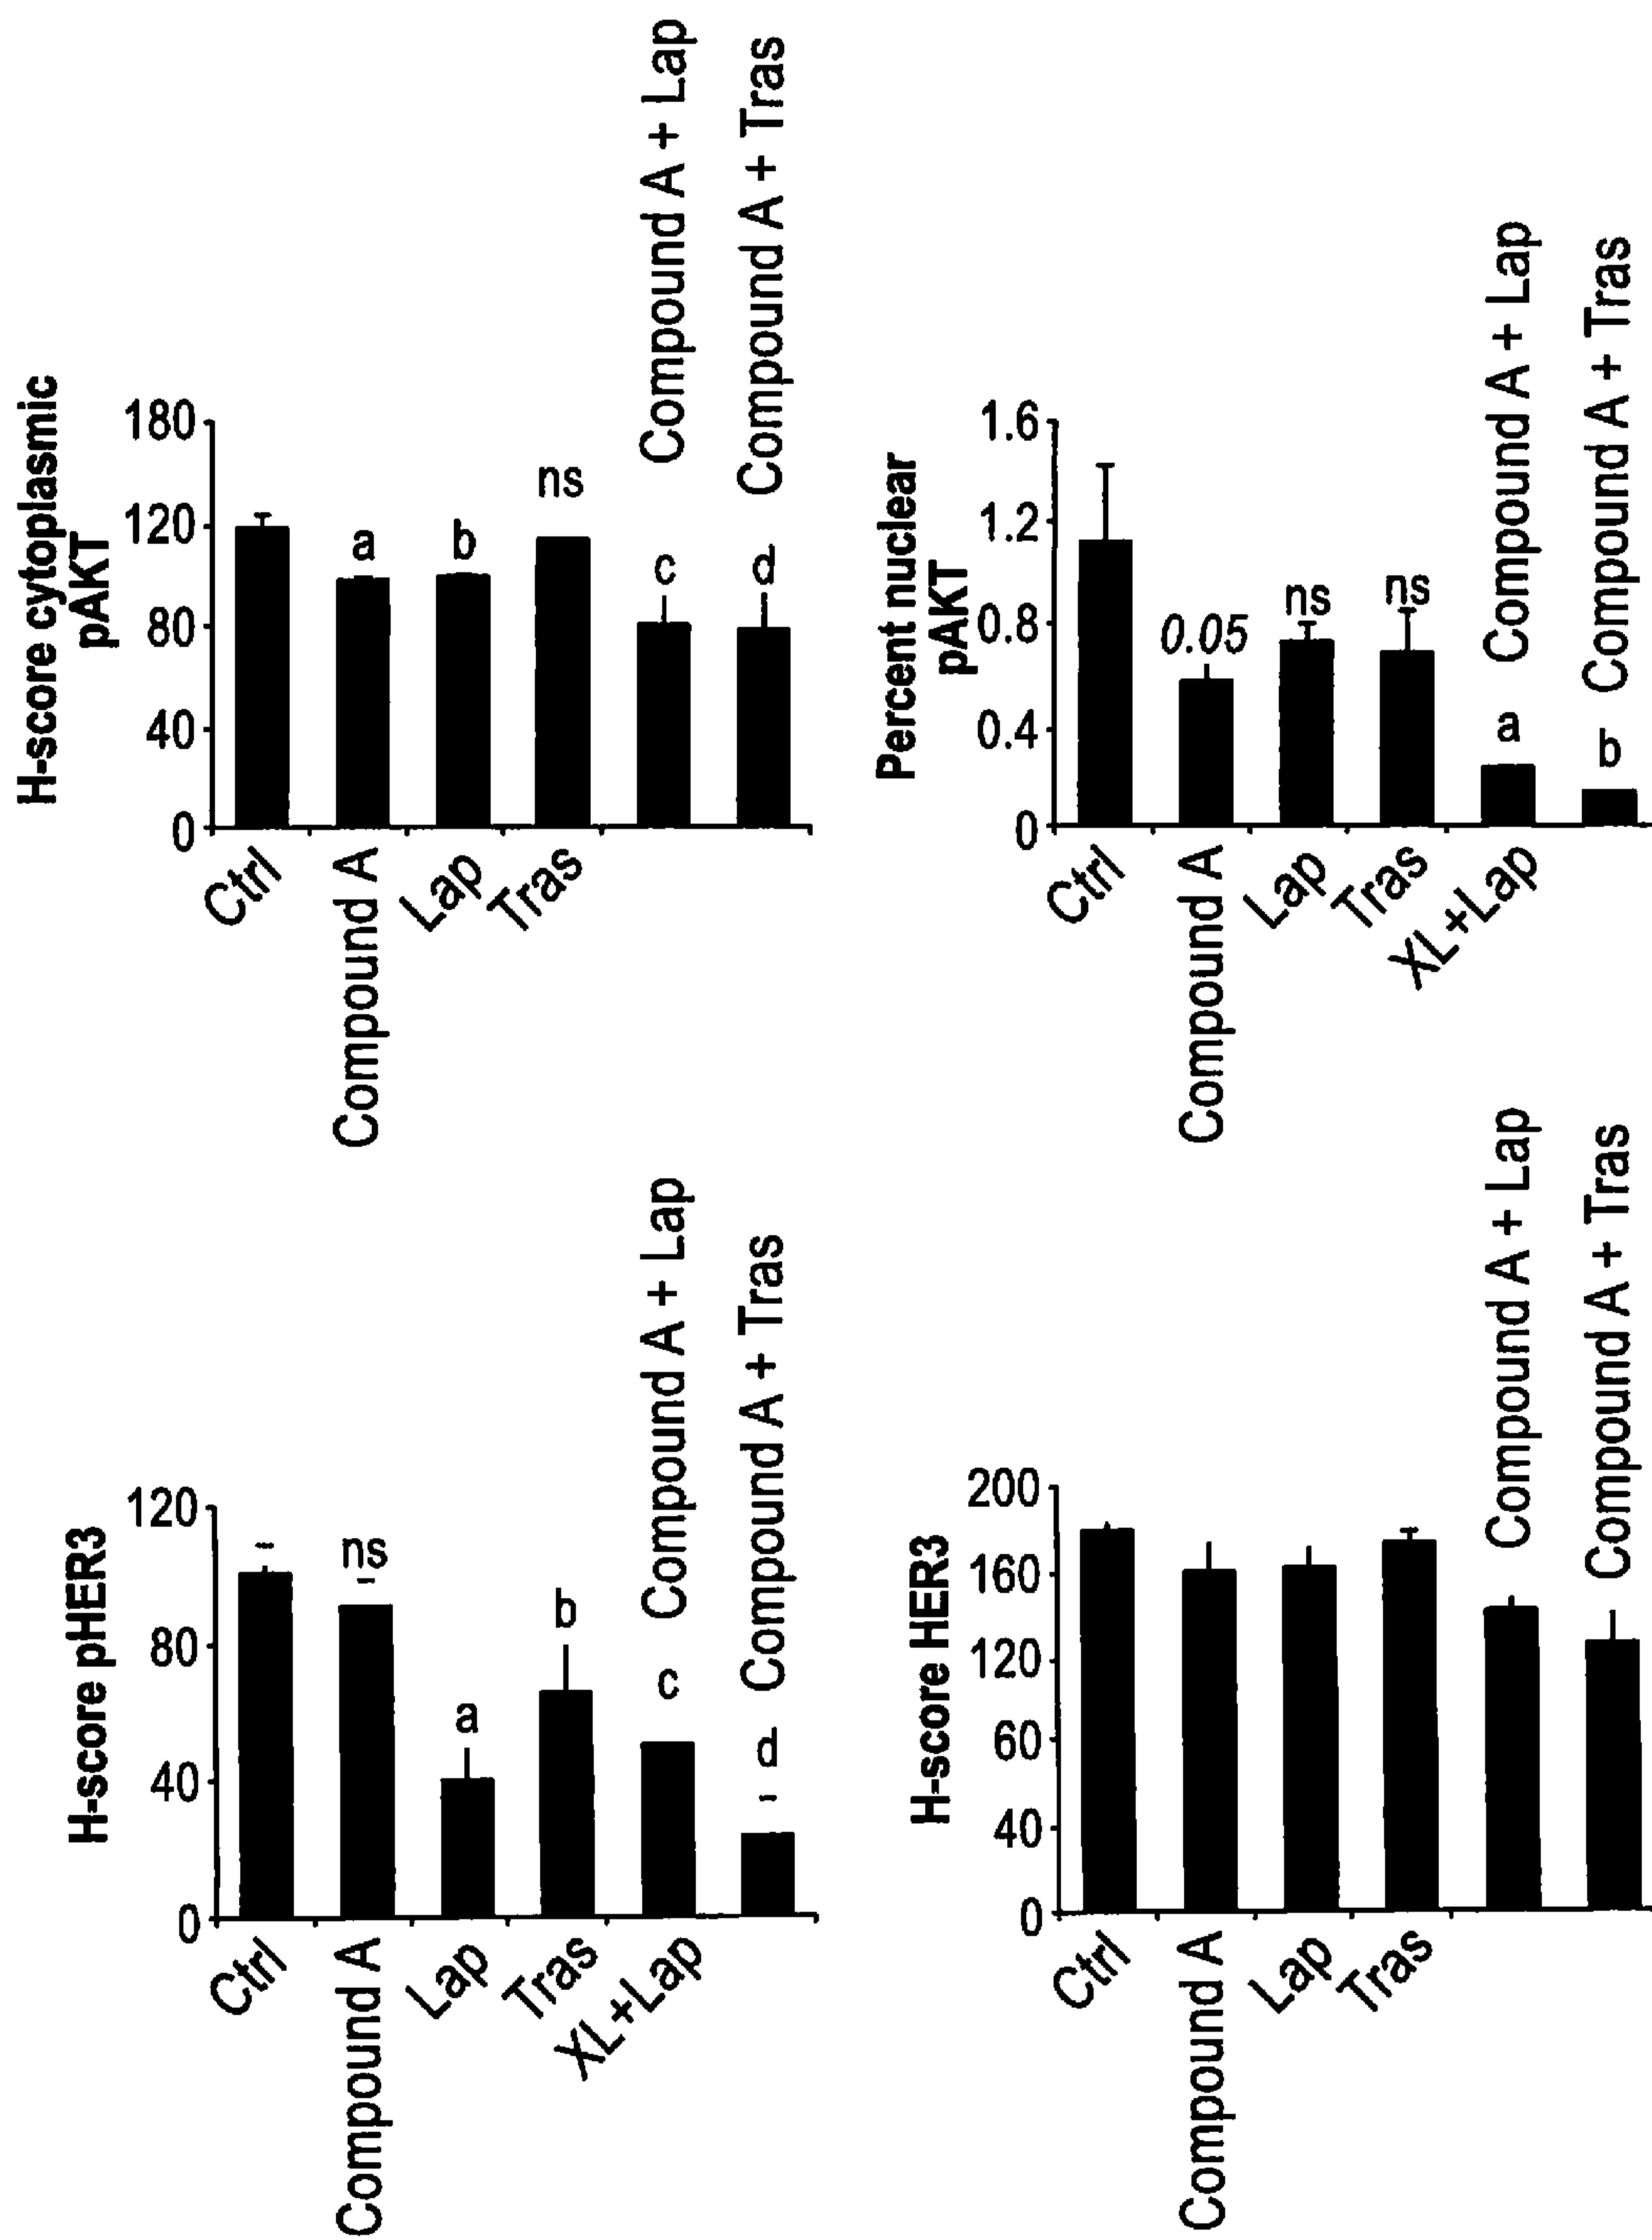 H-score cytoplasmic
pAKT
180
120
80
40
0
a
b
ns
c
d
Compound A + Lap
Compound A + Tras
Ctrl
Compound A
Lap
Tras
Percent nuclear
pAKT
1.6
1.2
0.8
0.4
0
0.05
ns
ns
a
b
Compound A + Lap
Compound A + Tras
Ctrl
Compound A
Lap
Tras
XL+Lap
H-score pHER3
120
80
40
0
ns
a
b
c
d
Compound A + Lap
Compound A + Tras
Ctrl
Compound A
Lap
Tras
XL+Lap
H-score HER3
200
160
120
60
40
0
Compound A + Lap
Compound A + Tras
Ctrl
Compound A
Lap
Tras